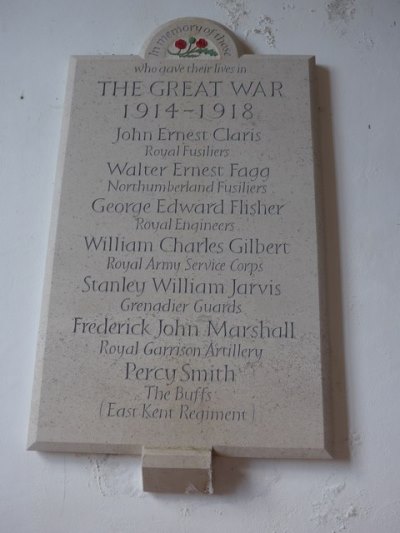 In memory of those
who gave their lives in
THE GREAT WAR
1914-1918
John Ernest Claris
Royal Fusiliers
Walter Ernest Fagg
Northumberland Fusiliers
George Edward Flisher
Royal Engineers
William Charles Gilbert
Royal Army Service Corps
Stanley William Jarvis
Grenadier Guards
Frederick John Marshall
Royal Garrison Artillery
Percy Smith
The Buffs
(East Kent Regiment)